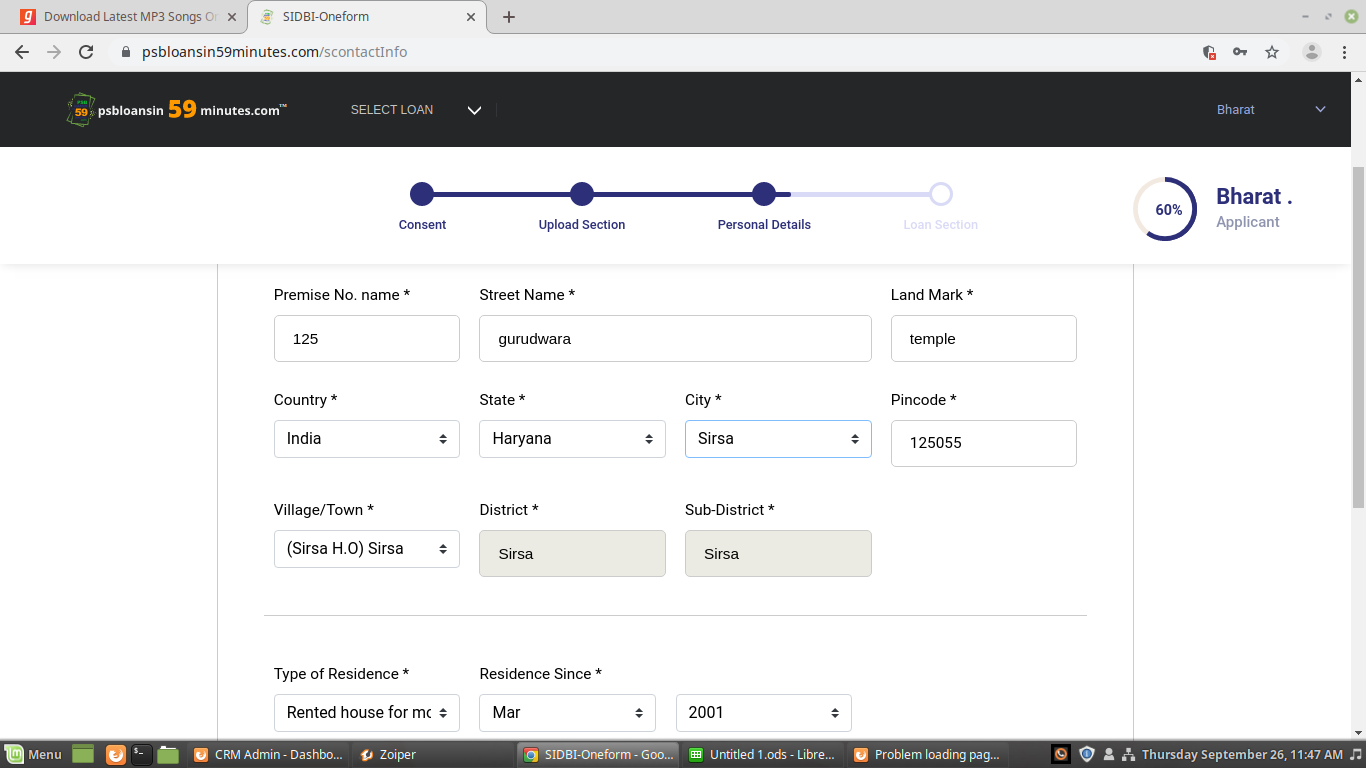 Download Latest MP3 Songs O
SIDBI-Oneform
psbloansin59minutes.com/scontactInfo
psbloansin 59 minutes.com™
SELECT LOAN
Bharat
Consent
Upload Section
Personal Details
Loan Section
60%
Bharat .
Applicant
Premise No. name *
Street Name *
Land Mark *
125
gurudwara
temple
Country *
State *
City *
Pincode *
India
Haryana
Sirsa
125055
Village/Town *
District *
Sub-District *
(Sirsa H.O) Sirsa
Sirsa
Sirsa
Type of Residence *
Residence Since *
Rented house for mo
Mar
2001
Menu
CRM Admin - Dashbo...
Zoiper
SIDBI-Oneform - Goo...
Untitled 1.ods - Libre...
Problem loading pag...
Thursday September 26, 11:47 AM